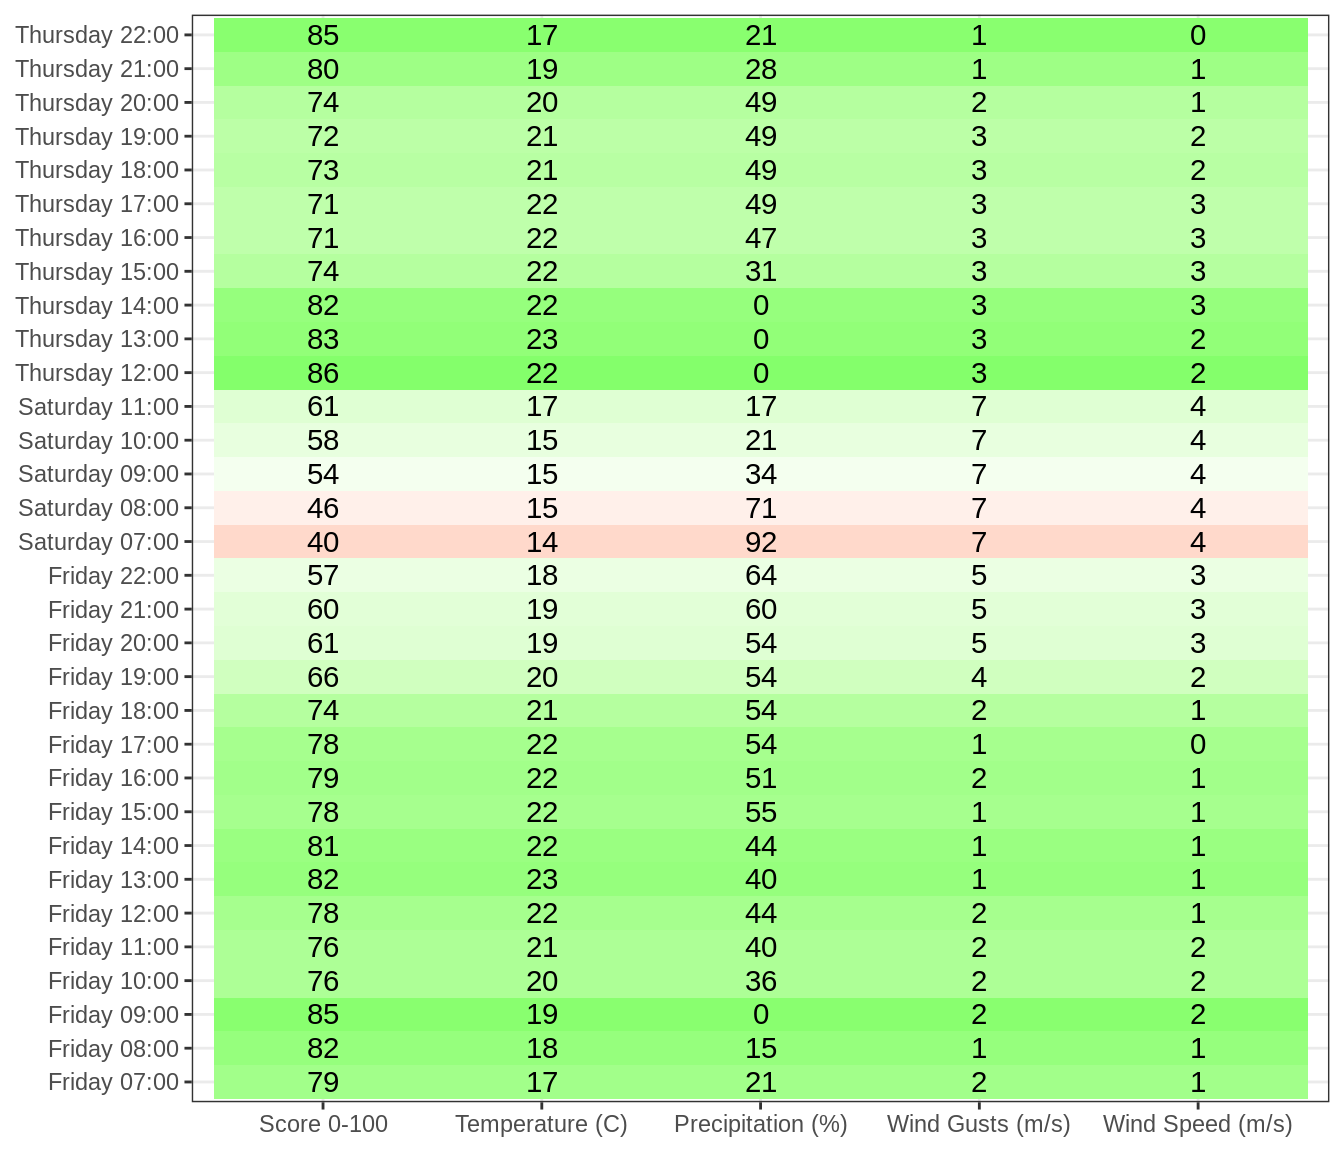 Thursday 22:00 85 17 21 1 0
Thursday 21:00 80 19 28 1 1
Thursday 20:00 74 20 49 2 1
Thursday 19:00 72 21 49 3 2
Thursday 18:00 73 21 49 3 2
Thursday 17:00 71 22 49 3 3
Thursday 16:00 71 22 47 3 3
Thursday 15:00 74 22 31 3 3
Thursday 14:00 82 22 0 3 3
Thursday 13:00 83 23 0 3 2
Thursday 12:00 86 22 0 3 2
Saturday 11:00 61 17 17 7 4
Saturday 10:00 58 15 21 7 4
Saturday 09:00 54 15 34 7 4
Saturday 08:00 46 15 71 7 4
Saturday 07:00 40 14 92 7 4
Friday 22:00 57 18 64 5 3
Friday 21:00 60 19 60 5 3
Friday 20:00 61 19 54 5 3
Friday 19:00 66 20 54 4 2
Friday 18:00 74 21 54 2 1
Friday 17:00 78 22 54 1 0
Friday 16:00 79 22 51 2 1
Friday 15:00 78 22 55 1 1
Friday 14:00 81 22 44 1 1
Friday 13:00 82 23 40 1 1
Friday 12:00 78 22 44 2 1
Friday 11:00 76 21 40 2 2
Friday 10:00 76 20 36 2 2
Friday 09:00 85 19 0 2 2
Friday 08:00 82 18 15 1 1
Friday 07:00 79 17 21 2 1
Score 0-100 Temperature (C) Precipitation (%) Wind Gusts (m/s) Wind Speed (m/s)